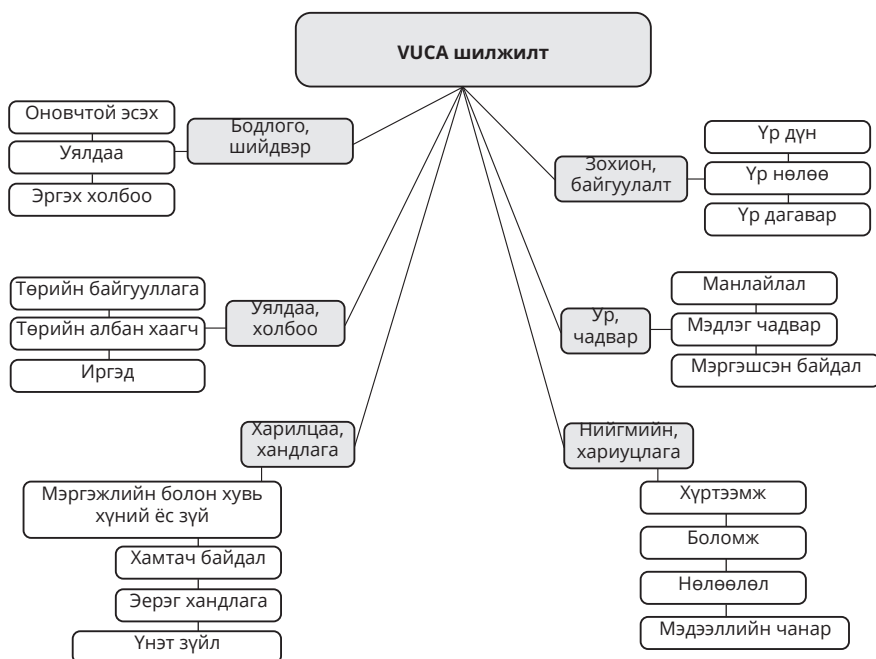 VUCA шилжилт
Бодлого,
шийдвэр
Оновчтой эсэх
Уялдаа
Эргэх холбоо
Зохион,
байгуулалт
Үр дүн
Үр нөлөө
Үр дагавар
Уялдаа,
холбоо
Төрийн байгууллага
Төрийн албан хаагч
Иргэд
Ур,
чадвар
Манлайлал
Мэдлэг чадвар
Мэргэшсэн байдал
Харилцаа,
хандлага
Мэргэжлийн болон хувь
хүний ёс зүй
Хамтач байдал
Эерэг хандлага
Үнэт зүйл
Нийгмийн,
хариуцлага
Хүртээмж
Боломж
Нөлөөлөл
Мэдээллийн чанар